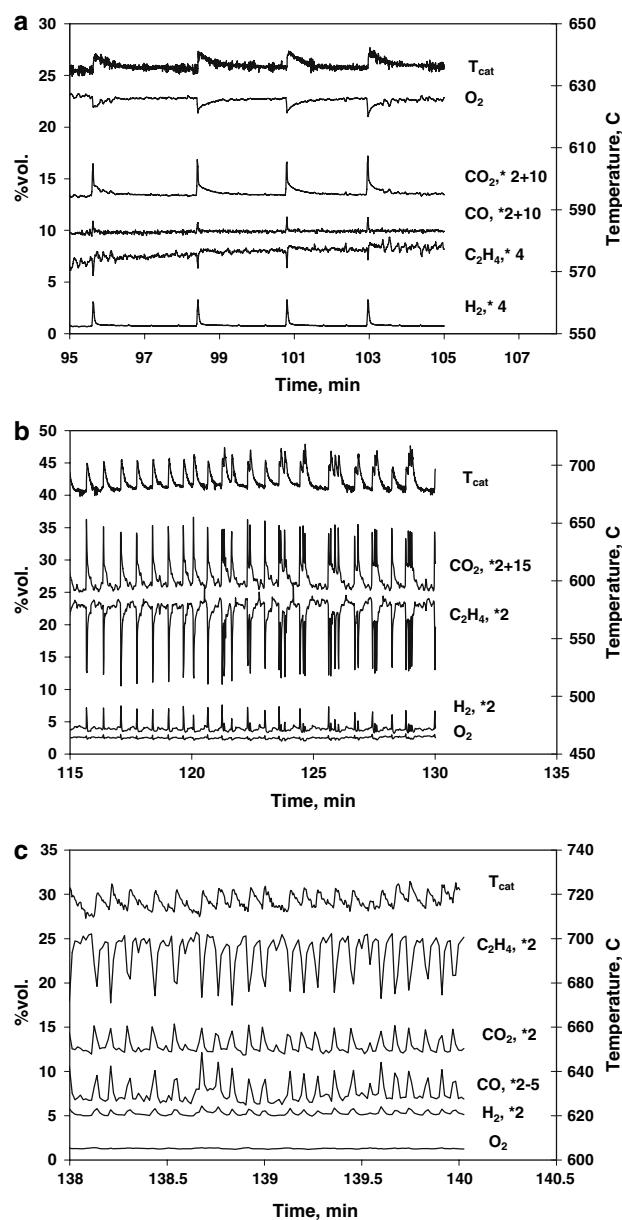 a
30
25
20
15
10
5
0
%vol.
650
630
610
590
570
550
Temperature, C
T cat
O2
CO2,* 2+10
CO, *2+10
C2H4,* 4
H2,* 4
95 97 99 101 103 105 107
Time, min
b
50
45
40
35
30
25
20
15
10
5
0
%vol.
700
650
600
550
500
450
Temperature, C
Tcat
CO2, *2+15
C2H4, *2
H2, *2
O2
115 120 125 130 135
Time, min
c
35
30
25
20
15
10
5
0
%vol.
740
720
700
680
660
640
620
600
Temperature, C
Tcat
C2H4, *2
CO2, *2
CO, *2-5
H2, *2
O2
138 138.5 139 139.5 140 140.5
Time, min